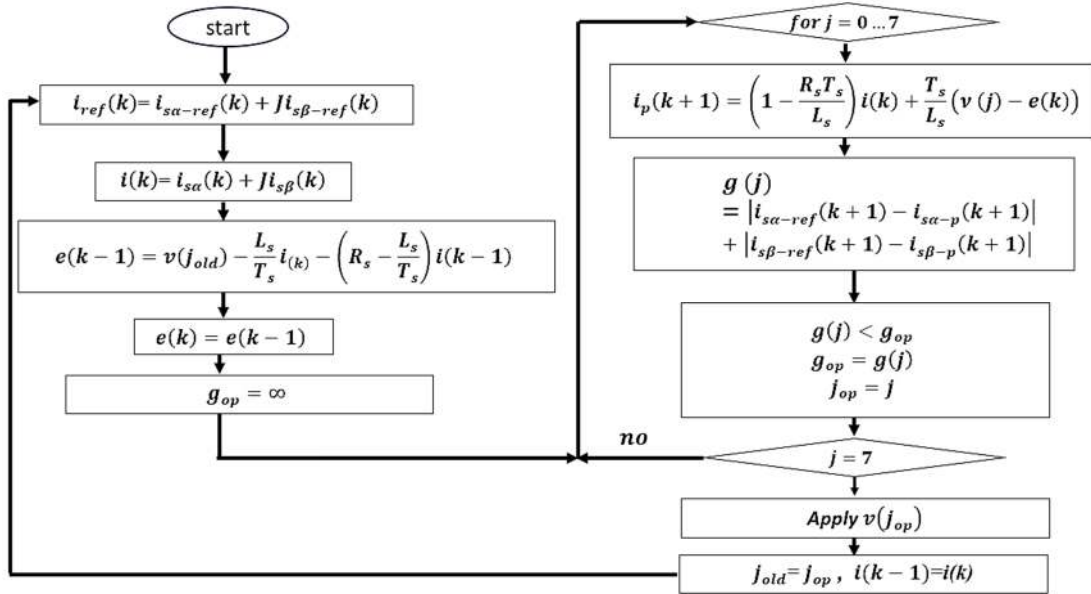 start
i_ref(k)= i_sα-ref(k) + Ji_sβ-ref(k)
i(k)= i_sα(k) + Ji_sβ(k)
e(k − 1) = v(j_old) − L_s/T_s i_(k) − (R_s − L_s/T_s) i(k − 1)
e(k) = e(k − 1)
g_op = ∞
for j = 0 ... 7
i_p(k + 1) = (1 − R_sT_s/L_s) i(k) + T_s/L_s (v (j) − e(k))
g (j)
= |i_sα-ref(k + 1) − i_sα-p(k + 1)|
+ |i_sβ-ref(k + 1) − i_sβ-p(k + 1)|
g(j) < g_op
g_op = g(j)
j_op = j
no
j = 7
Apply v(j_op)
j_old= j_op , i(k − 1)=i(k)